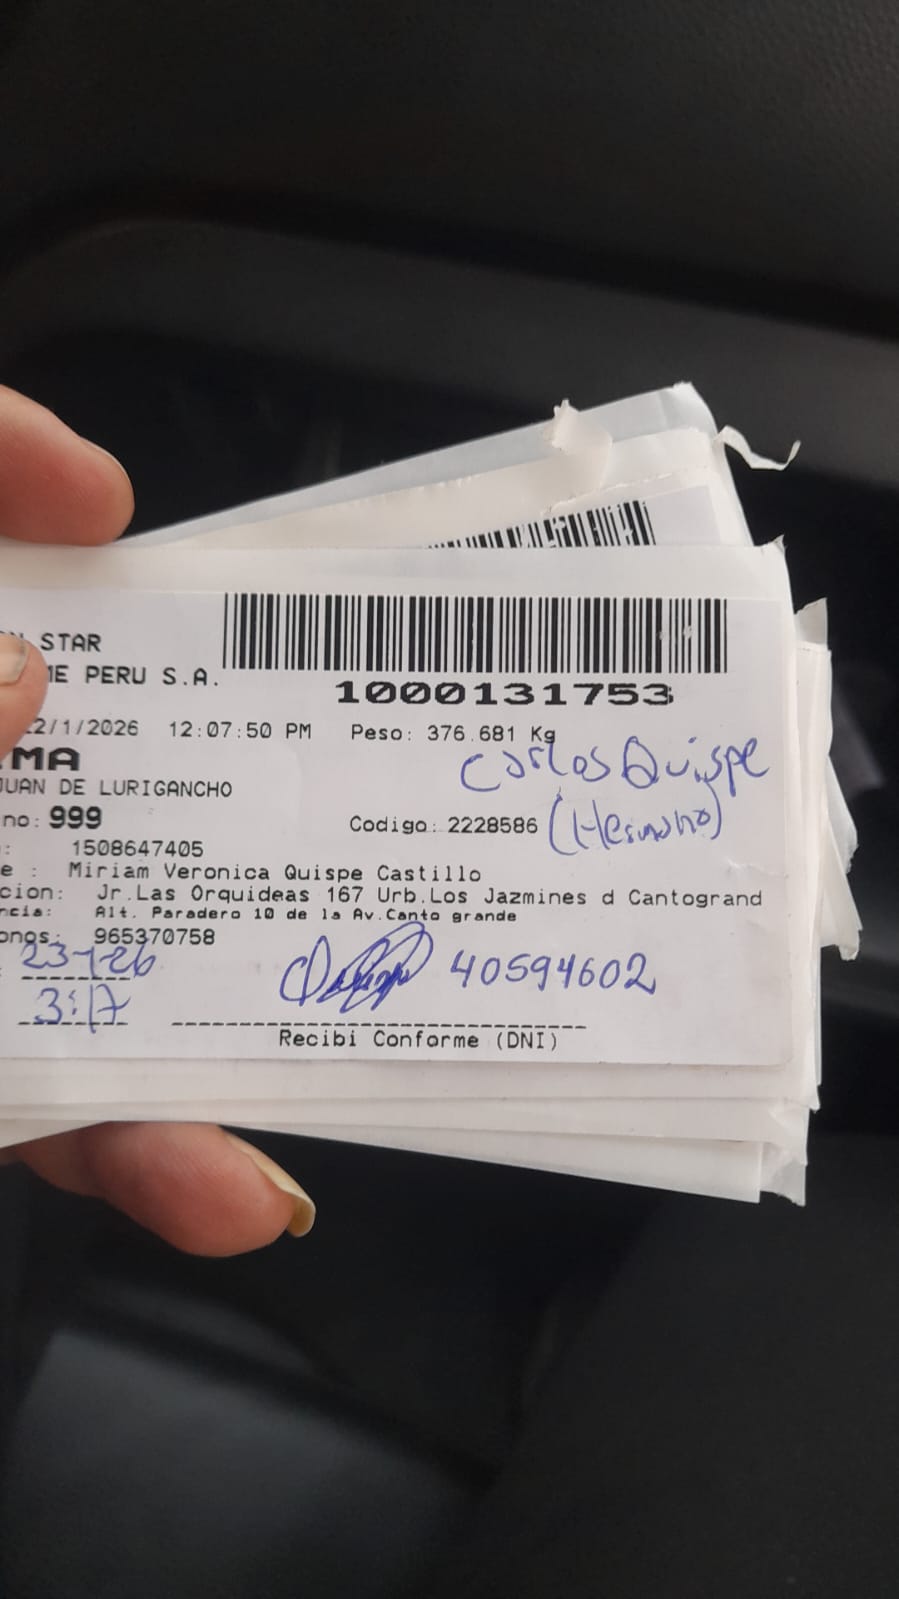 STAR
ME PERU S.A.
1000131753
2/1/2026 12:07:50 PM Peso: 376.681 Kg
MA
Carlos Quispe
JUAN DE LURIGANCHO
(Hermano)
no: 999 Codigo: 2228586
: 1508647405
e : Miriam Veronica Quispe Castillo
cion: Jr.Las Orquideas 167 Urb.Los Jazmines d Cantogrand
ncia: Alt. Paradero 10 de la Av.Canto grande
onos: 965370758
23-1-26
40594602
3:17
Recibi Conforme (DNI)